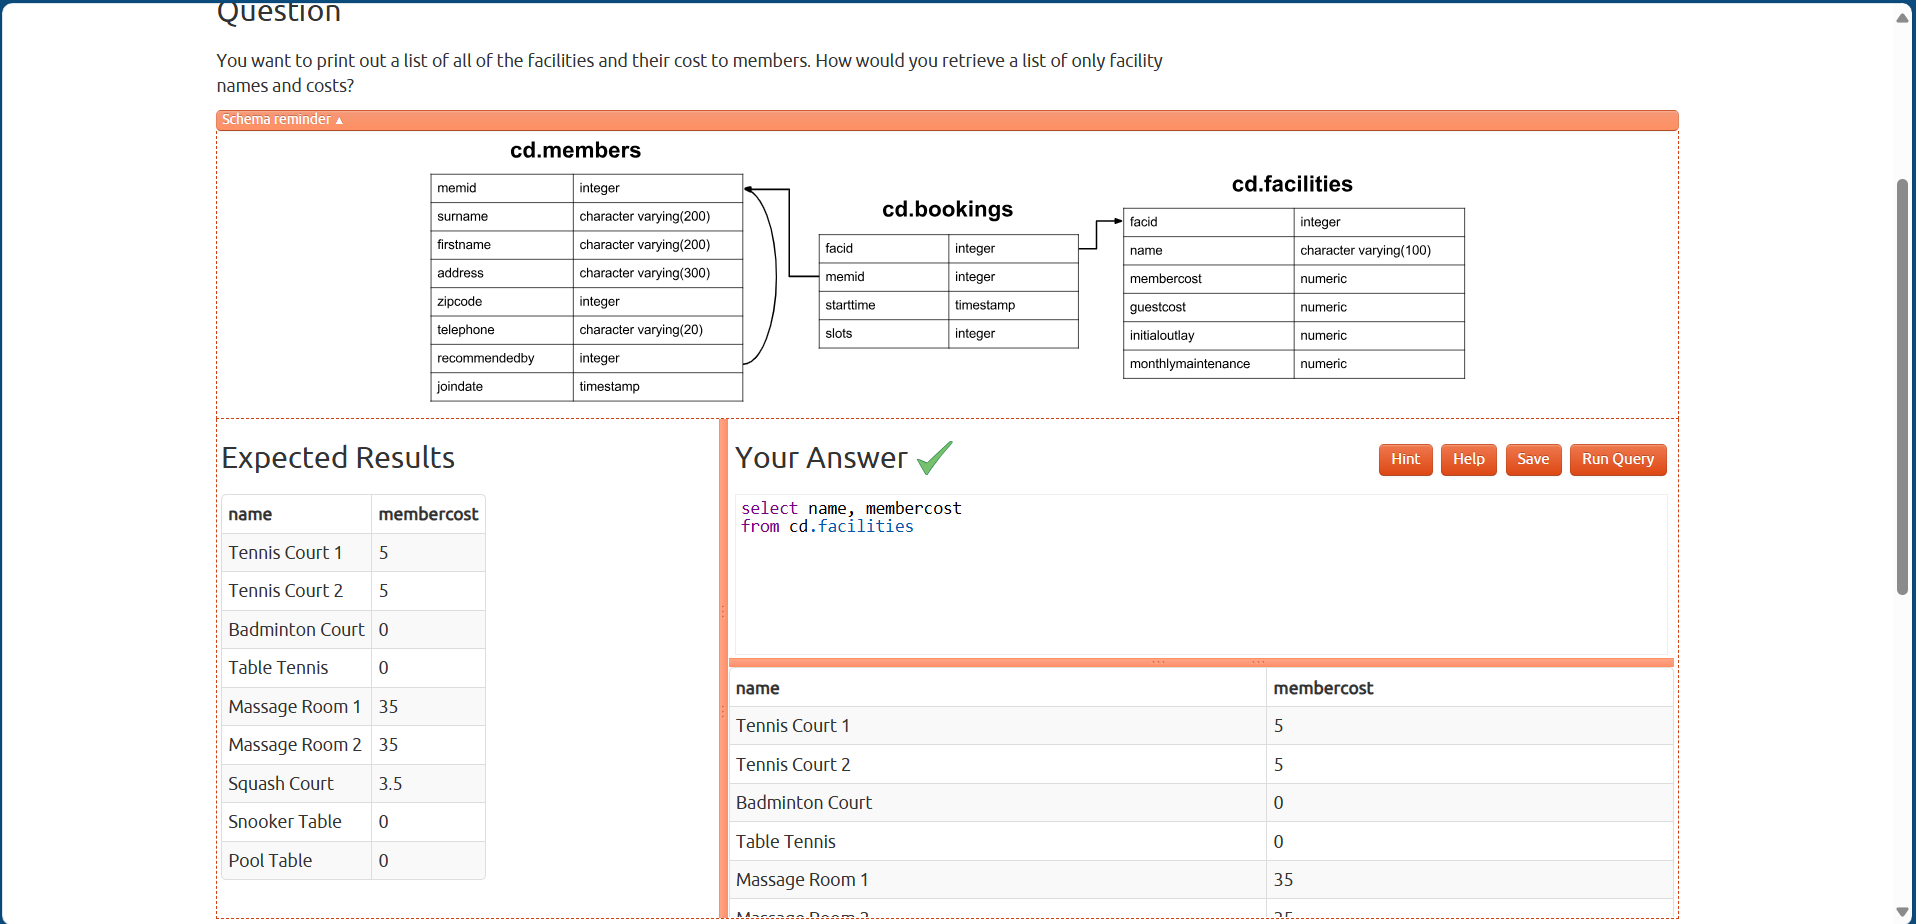 Question
You want to print out a list of all of the facilities and their cost to members. How would you retrieve a list of only facility
names and costs?
Schema reminder ▲
cd.members
memid integer
surname character varying(200)
firstname character varying(200)
address character varying(300)
zipcode integer
telephone character varying(20)
recommendedby integer
joindate timestamp
cd.bookings
facid integer
memid integer
starttime timestamp
slots integer
cd.facilities
facid integer
name character varying(100)
membercost numeric
guestcost numeric
initialoutlay numeric
monthlymaintenance numeric
Expected Results
name membercost
Tennis Court 1 5
Tennis Court 2 5
Badminton Court 0
Table Tennis 0
Massage Room 1 35
Massage Room 2 35
Squash Court 3.5
Snooker Table 0
Pool Table 0
Your Answer
Hint Help Save Run Query
select name, membercost
from cd.facilities
name membercost
Tennis Court 1 5
Tennis Court 2 5
Badminton Court 0
Table Tennis 0
Massage Room 1 35
Massage Room 2 35